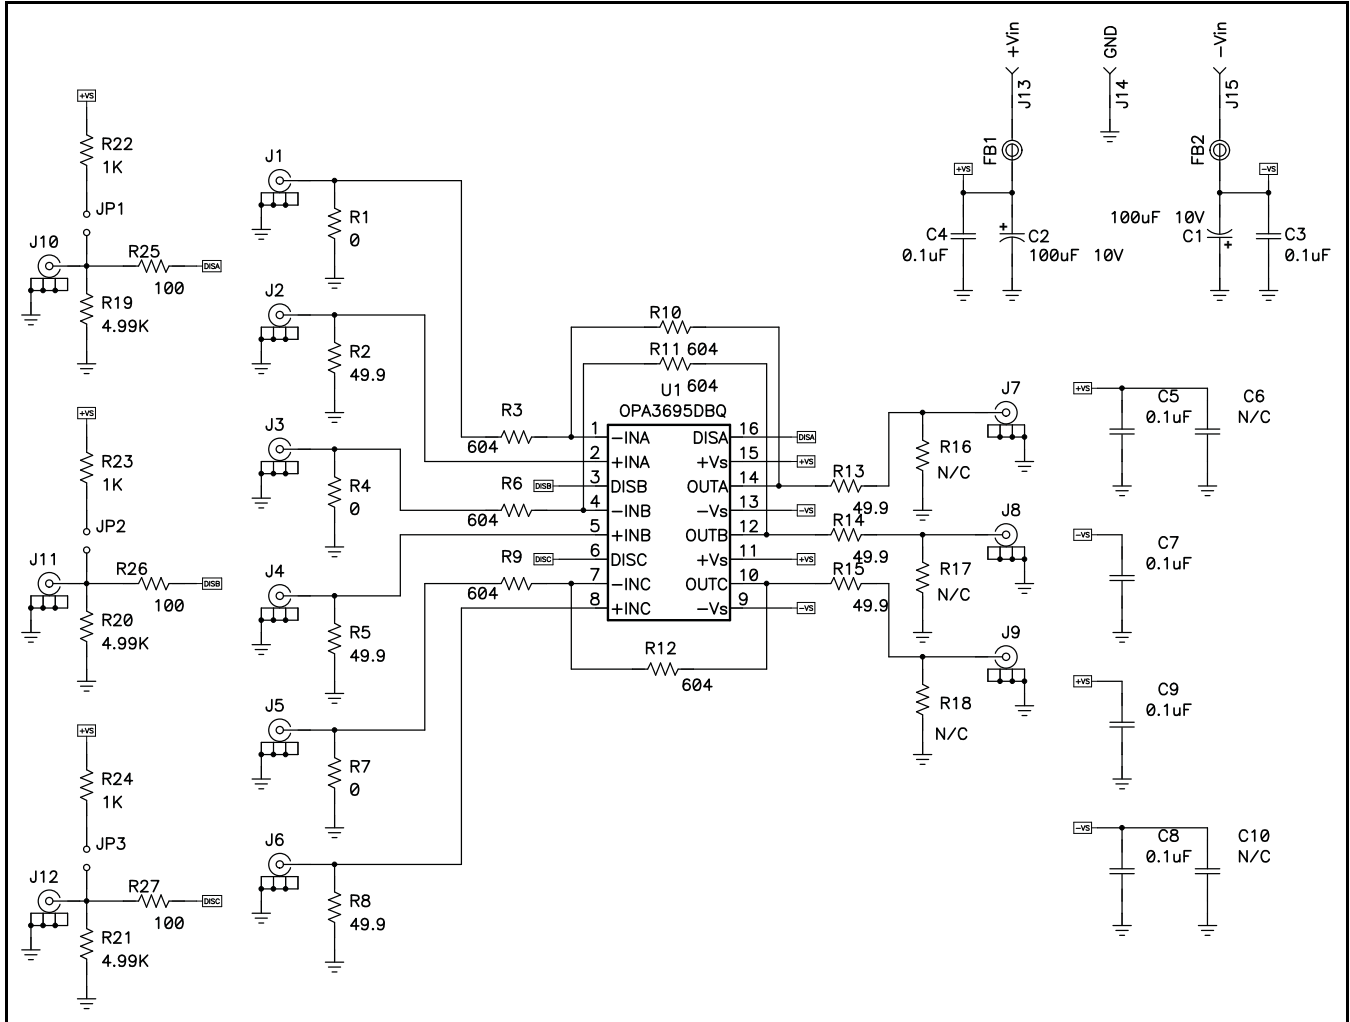 +Vin
J13
GND
J14
-Vin
J15
FB1
FB2
+VS
-VS
C4
0.1uF
C2
100uF 10V
100uF 10V
C1
C3
0.1uF
+VS
R22
1K
JP1
J10
R25
100
DISA
R19
4.99K
+VS
R23
1K
JP2
J11
R26
100
DISB
R20
4.99K
+VS
R24
1K
JP3
J12
R27
100
DISC
R21
4.99K
J1
R1
0
J2
R2
49.9
J3
R4
0
J4
R5
49.9
J5
R7
0
J6
R8
49.9
R3
604
R6
604
R9
604
DISB
DISC
R10
604
R11
604
U1
OPA3695DBQ
1 -INA DISA 16
2 +INA +Vs 15
3 DISB OUTA 14
4 -INB -Vs 13
5 +INB OUTB 12
6 DISC +Vs 11
7 -INC OUTC 10
8 +INC -Vs 9
DISA
+VS
-VS
+VS
-VS
R12
604
R13
49.9
R14
49.9
R15
49.9
J7
R16
N/C
J8
R17
N/C
J9
R18
N/C
+VS
C5
0.1uF
C6
N/C
-VS
C7
0.1uF
+VS
C9
0.1uF
-VS
C8
0.1uF
C10
N/C